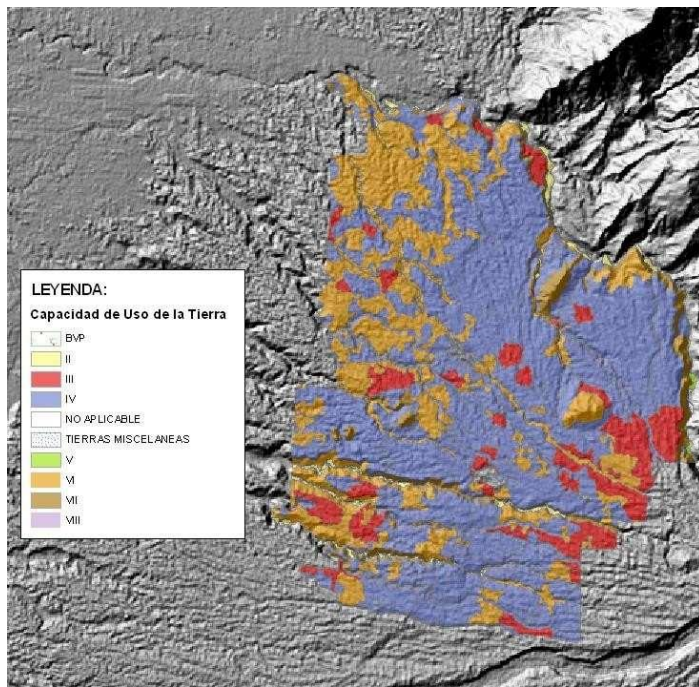 LEYENDA:
Capacidad de Uso de la Tierra
BVP
II
III
IV
NO APLICABLE
TIERRAS MISCELANEAS
V
VI
VII
VIII